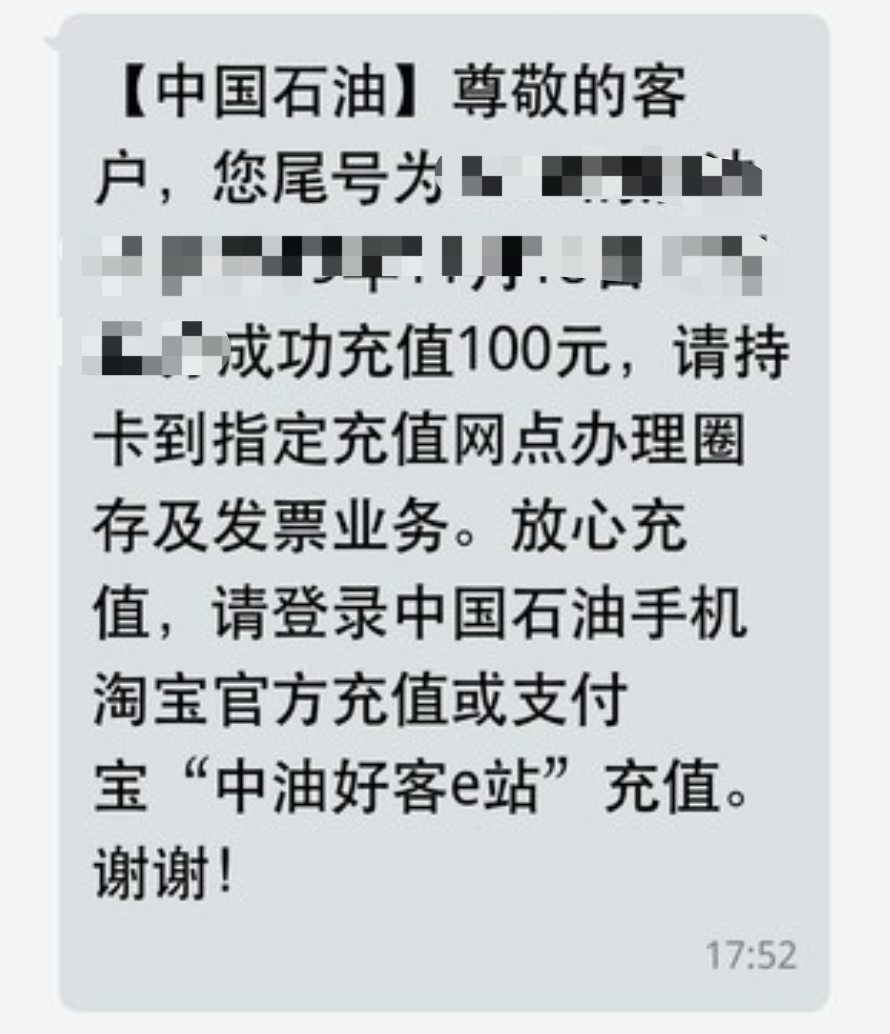 【中国石油】尊敬的客
户，您尾号为
成功充值100元，请持
卡到指定充值网点办理圈
存及发票业务。放心充
值，请登录中国石油手机
淘宝官方充值或支付
宝“中油好客e站”充值。
谢谢！
17:52